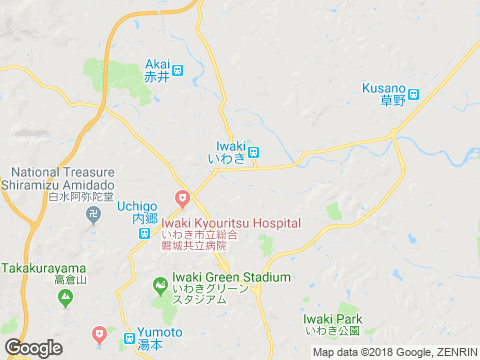 Akai
赤井
Kusano
草野
Iwaki
いわき
National Treasure
Shiramizu Amidado
白水阿弥陀堂
Uchigo
内郷
Iwaki Kyouritsu Hospital
いわき市立総合
磐城共立病院
Takakurayama
高倉山
Iwaki Green Stadium
いわきグリーン
スタジアム
Iwaki Park
いわき公園
Yumoto
湯本
Google
Map data ©2018 Google, ZENRIN